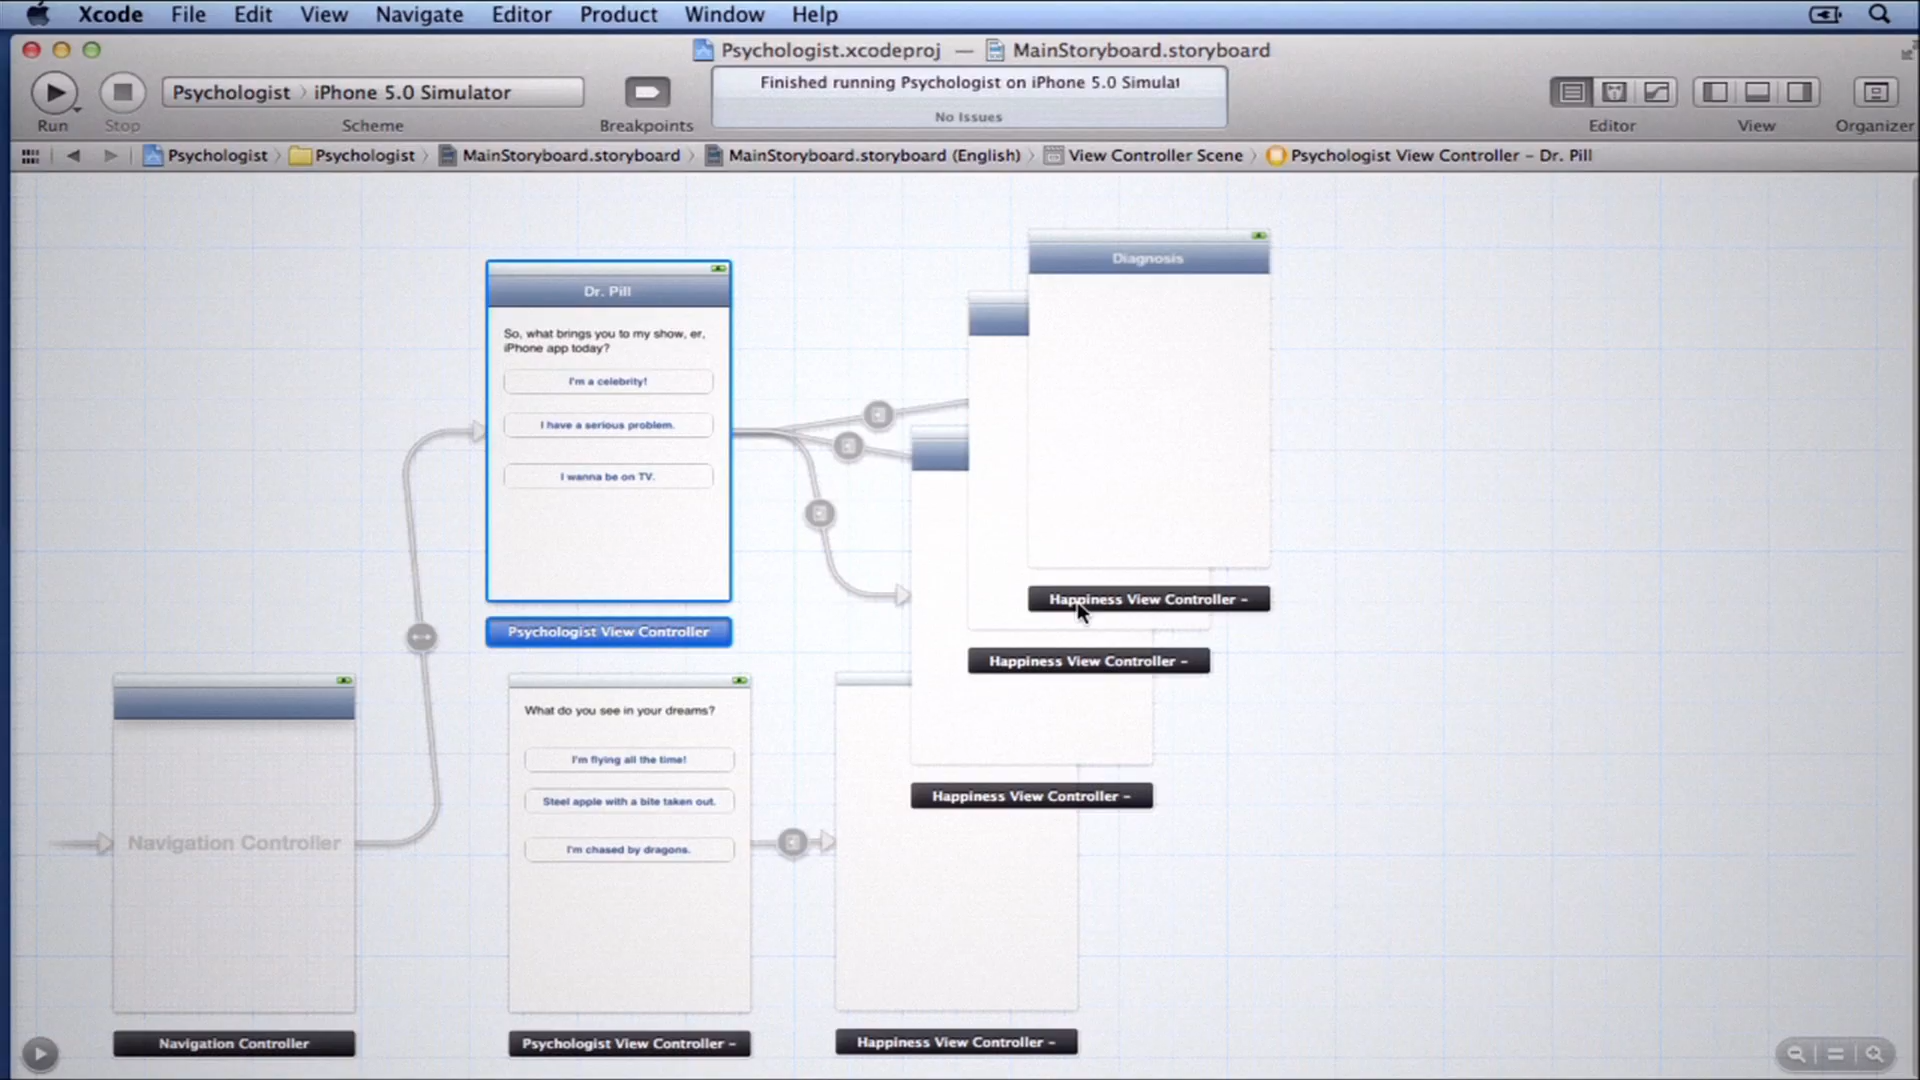 Xcode File Edit View Navigate Editor Product Window Help
Psychologist.xcodeproj — MainStoryboard.storyboard
Psychologist iPhone 5.0 Simulator
Finished running Psychologist on iPhone 5.0 Simulat
No Issues
Run Stop Scheme Breakpoints Editor View Organizer
Psychologist Psychologist MainStoryboard.storyboard MainStoryboard.storyboard (English) View Controller Scene Psychologist View Controller – Dr. Pill
Diagnosis
Dr. Pill
So, what brings you to my show, er,
iPhone app today?
I'm a celebrity!
I have a serious problem.
I wanna be on TV.
Psychologist View Controller
Happiness View Controller –
Happiness View Controller –
Happiness View Controller –
What do you see in your dreams?
I'm flying all the time!
Steel apple with a bite taken out.
I'm chased by dragons.
Navigation Controller
Navigation Controller
Psychologist View Controller –
Happiness View Controller –